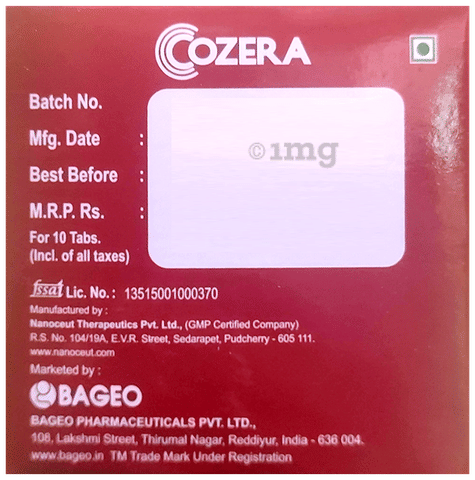 COZERA
Batch No.
Mfg. Date :
Best Before :
M.R.P. Rs. :
For 10 Tabs.
(Incl. of all taxes)
1mg
fssai Lic. No.: 13515001000370
Manufactured by :
Nanoceut Therapeutics Pvt. Ltd., (GMP Certified Company)
R.S. No. 104/19A, E.V.R. Street, Sedarapet, Pudcherry - 605 111.
www.nanoceut.com
Marketed by :
BAGEO
BAGEO PHARMACEUTICALS PVT. LTD.,
108, Lakshmi Street, Thirumal Nagar, Reddiyur, India - 636 004.
www.bageo.in TM Trade Mark Under Registration